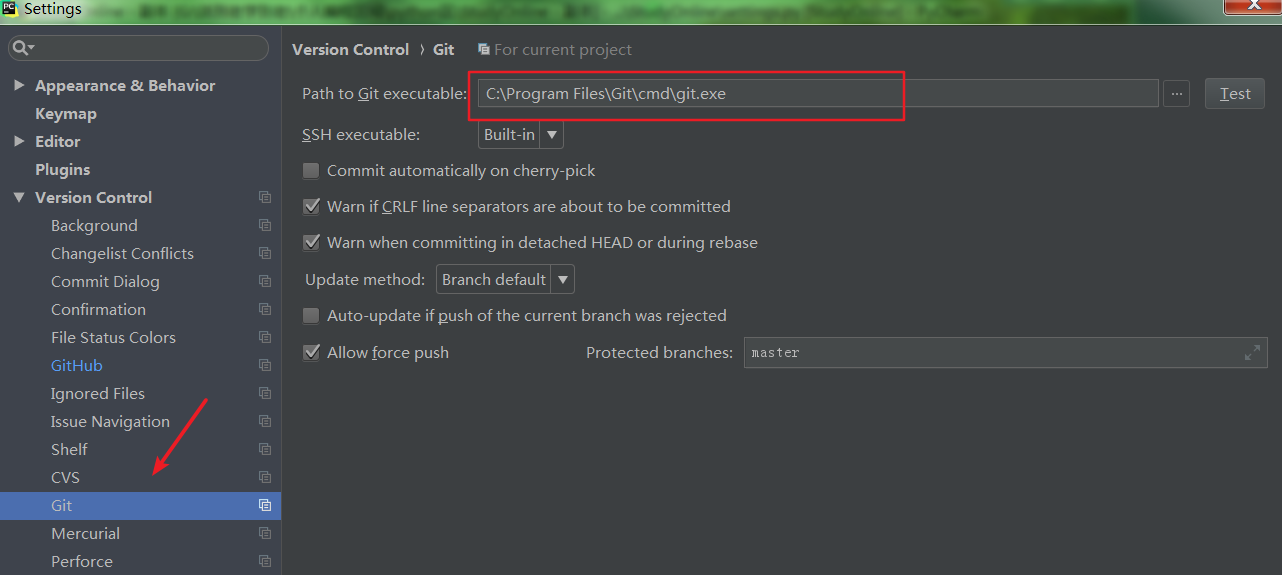 PC Settings
Version Control › Git For current project
Appearance & Behavior
Keymap
Editor
Plugins
Version Control
Background
Changelist Conflicts
Commit Dialog
Confirmation
File Status Colors
GitHub
Ignored Files
Issue Navigation
Shelf
CVS
Git
Mercurial
Perforce
Path to Git executable: C:\Program Files\Git\cmd\git.exe ... Test
SSH executable: Built-in
Commit automatically on cherry-pick
Warn if CRLF line separators are about to be committed
Warn when committing in detached HEAD or during rebase
Update method: Branch default
Auto-update if push of the current branch was rejected
Allow force push Protected branches: master